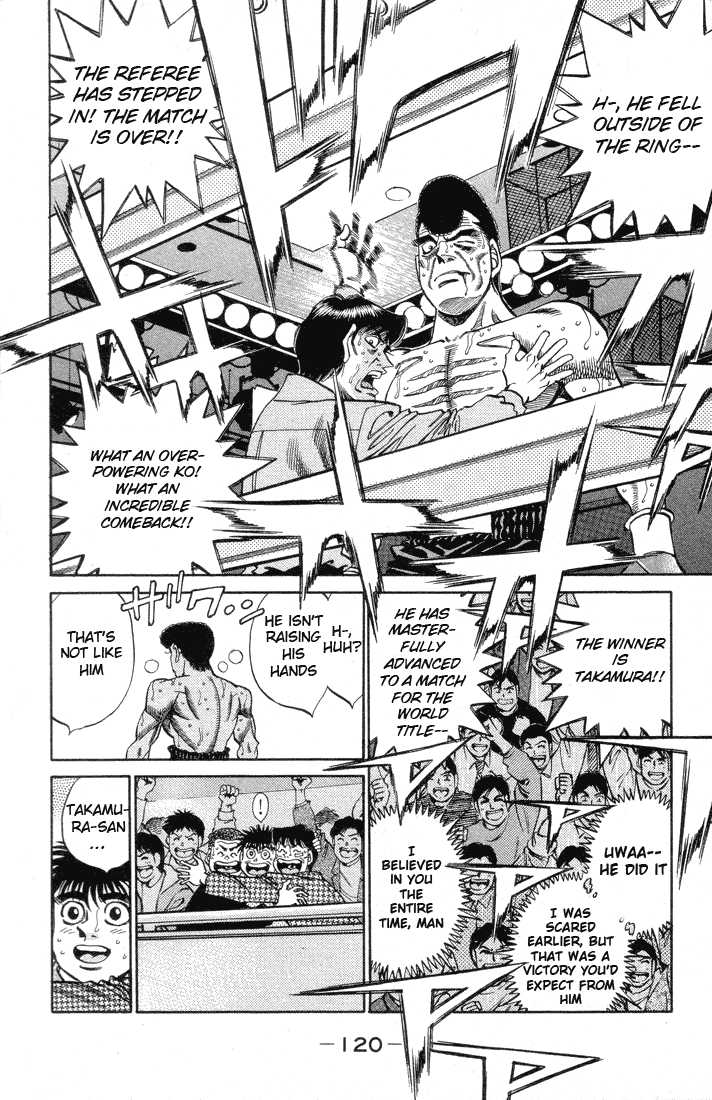 H-, HE FELL
OUTSIDE OF
THE RING--
THE REFEREE
HAS STEPPED
IN! THE MATCH
IS OVER!!
WHAT AN OVER-
POWERING KO!
WHAT AN
INCREDIBLE
COMEBACK!!
THE WINNER
IS
TAKAMURA!!
HE HAS
MASTER-
FULLY
ADVANCED
TO A MATCH
FOR THE
WORLD
TITLE--
UWAA--
HE DID IT
I WAS
SCARED
EARLIER, BUT
THAT WAS A
VICTORY YOU'D
EXPECT FROM
HIM
I
BELIEVED
IN YOU
THE
ENTIRE
TIME, MAN
H-,
HUH?
HE ISN'T
RAISING
HIS
HANDS
THAT'S
NOT LIKE
HIM
!
TAKAMU-
RA-SAN
...
-120-